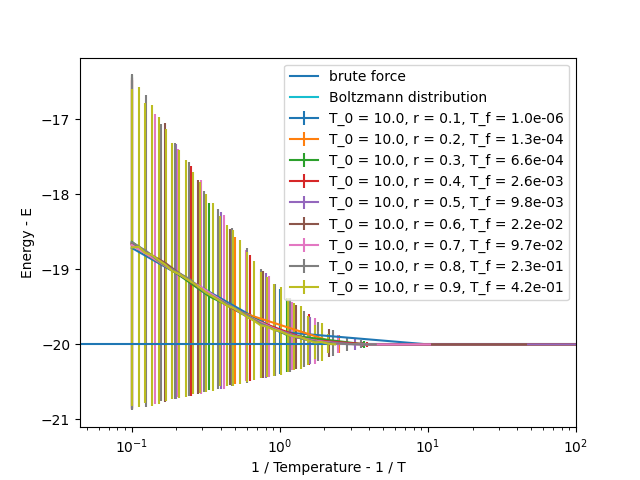 brute force
Boltzmann distribution
T_0 = 10.0, r = 0.1, T_f = 1.0e-06
T_0 = 10.0, r = 0.2, T_f = 1.3e-04
T_0 = 10.0, r = 0.3, T_f = 6.6e-04
T_0 = 10.0, r = 0.4, T_f = 2.6e-03
T_0 = 10.0, r = 0.5, T_f = 9.8e-03
T_0 = 10.0, r = 0.6, T_f = 2.2e-02
T_0 = 10.0, r = 0.7, T_f = 9.7e-02
T_0 = 10.0, r = 0.8, T_f = 2.3e-01
T_0 = 10.0, r = 0.9, T_f = 4.2e-01
Energy - E
−17
−18
−19
−20
−21
10⁻¹ 10⁰ 10¹ 10²
1 / Temperature - 1 / T